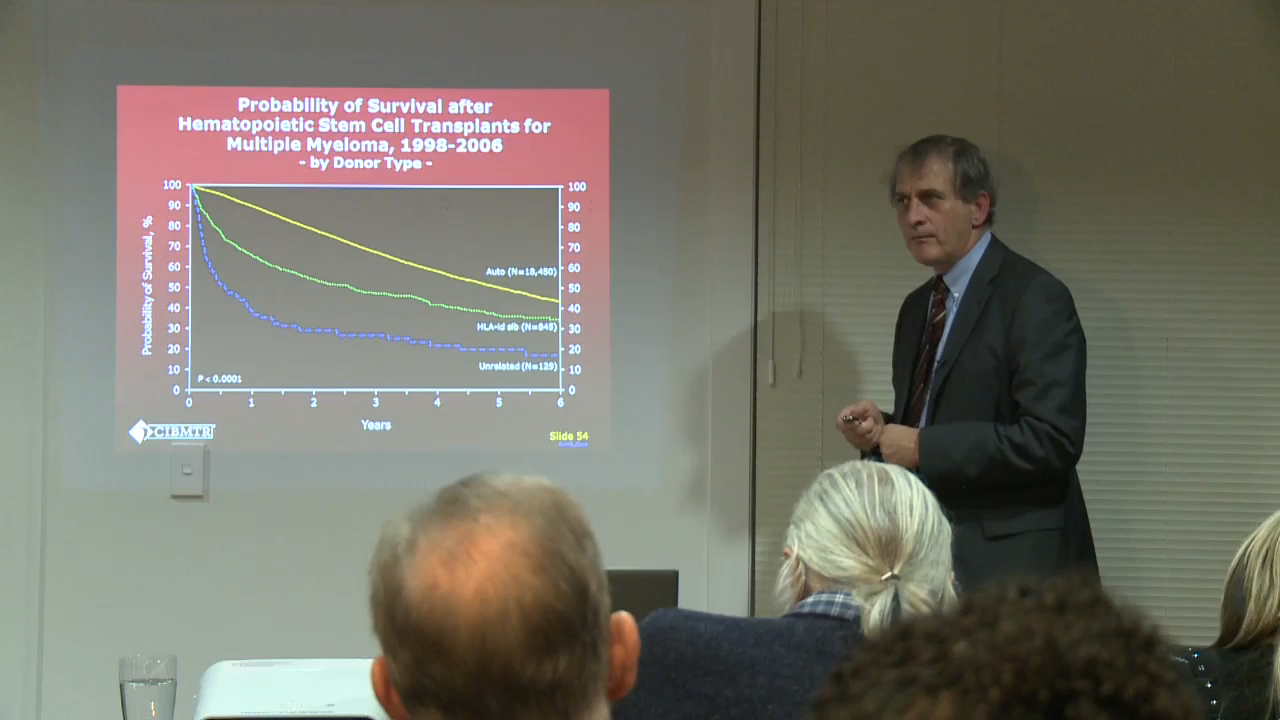 Probability of Survival after
Hematopoietic Stem Cell Transplants for
Multiple Myeloma, 1998-2006
- by Donor Type -
Probability of Survival, %
100
90
80
70
60
50
40
30
20
10
0
100
90
80
70
60
50
40
30
20
10
0
Auto (N=18,450)
HLA-id sib (N=848)
Unrelated (N=129)
P < 0.0001
0 1 2 3 4 5 6
Years
CIBMTR
Slide 54